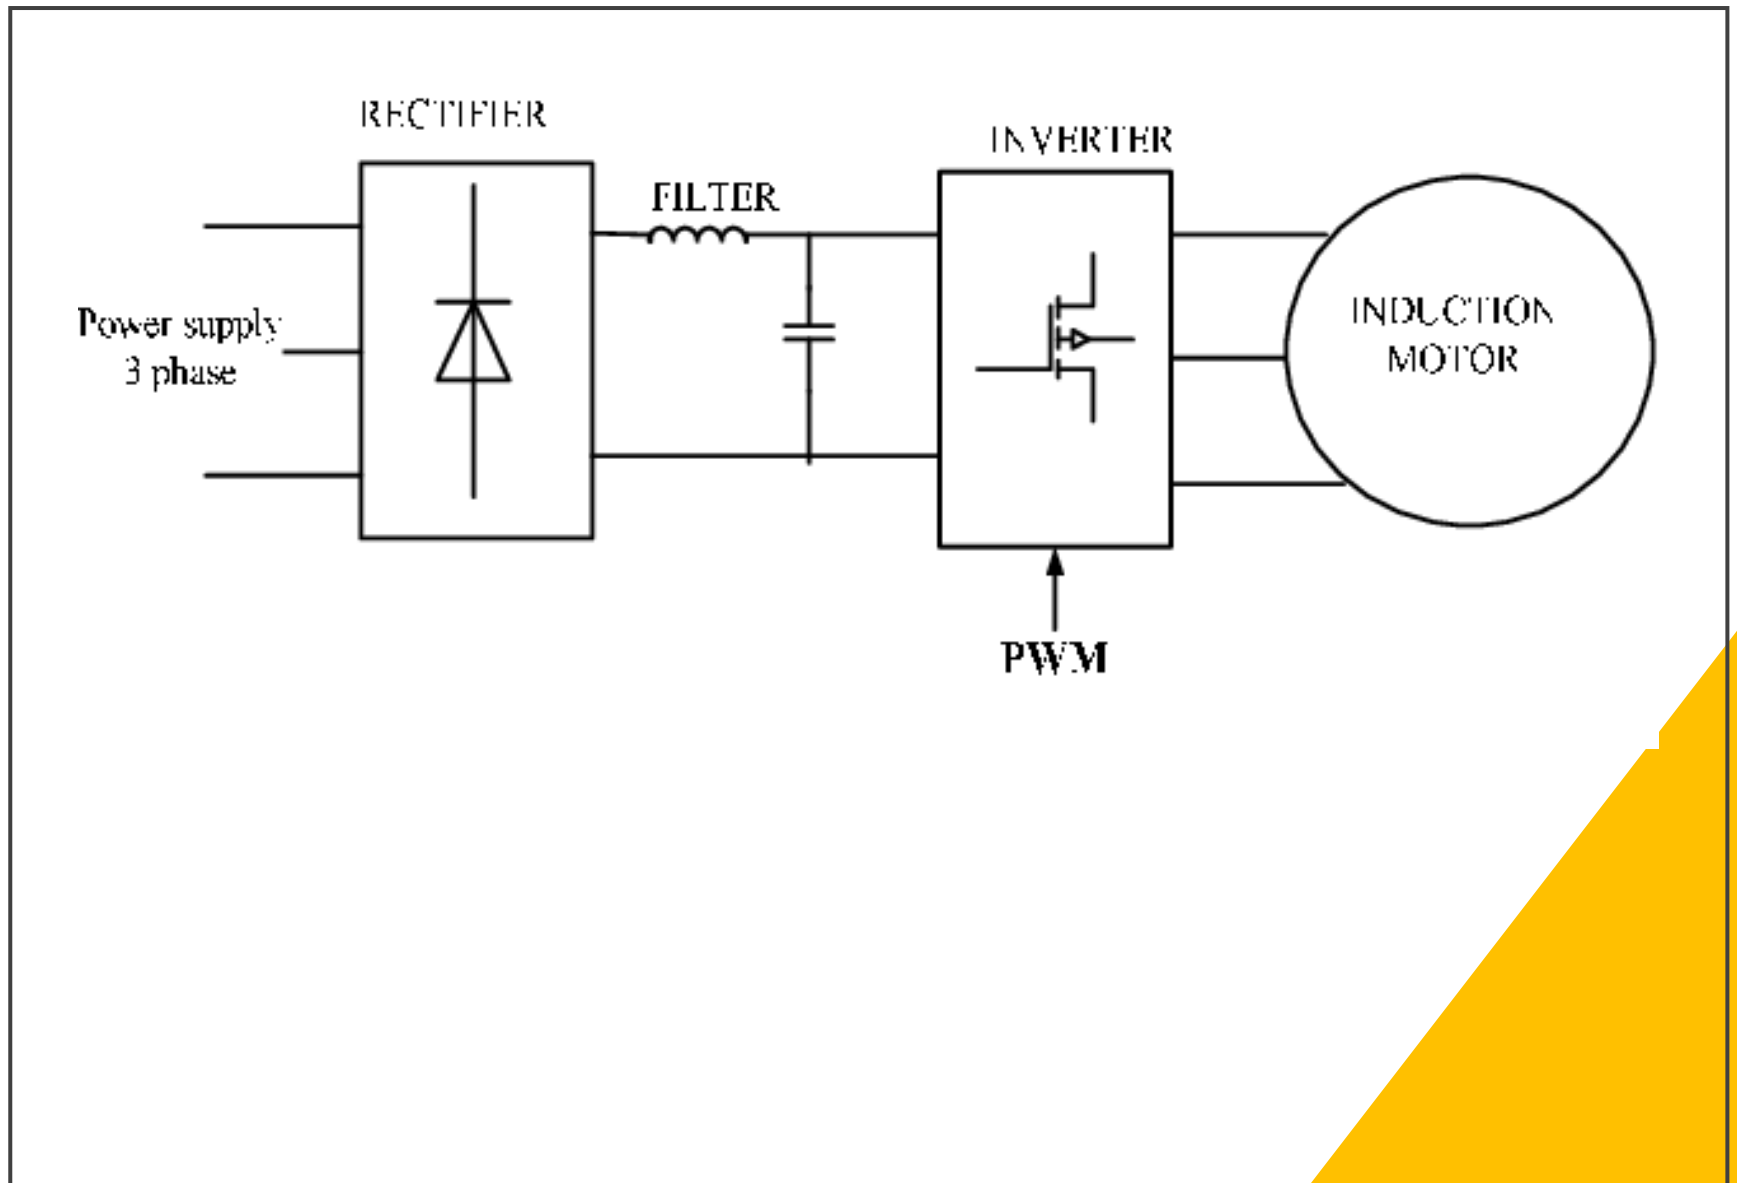 RECTIFIER
INVERTER
FILTER
Power supply
3 phase
INDUCTION
MOTOR
PWM